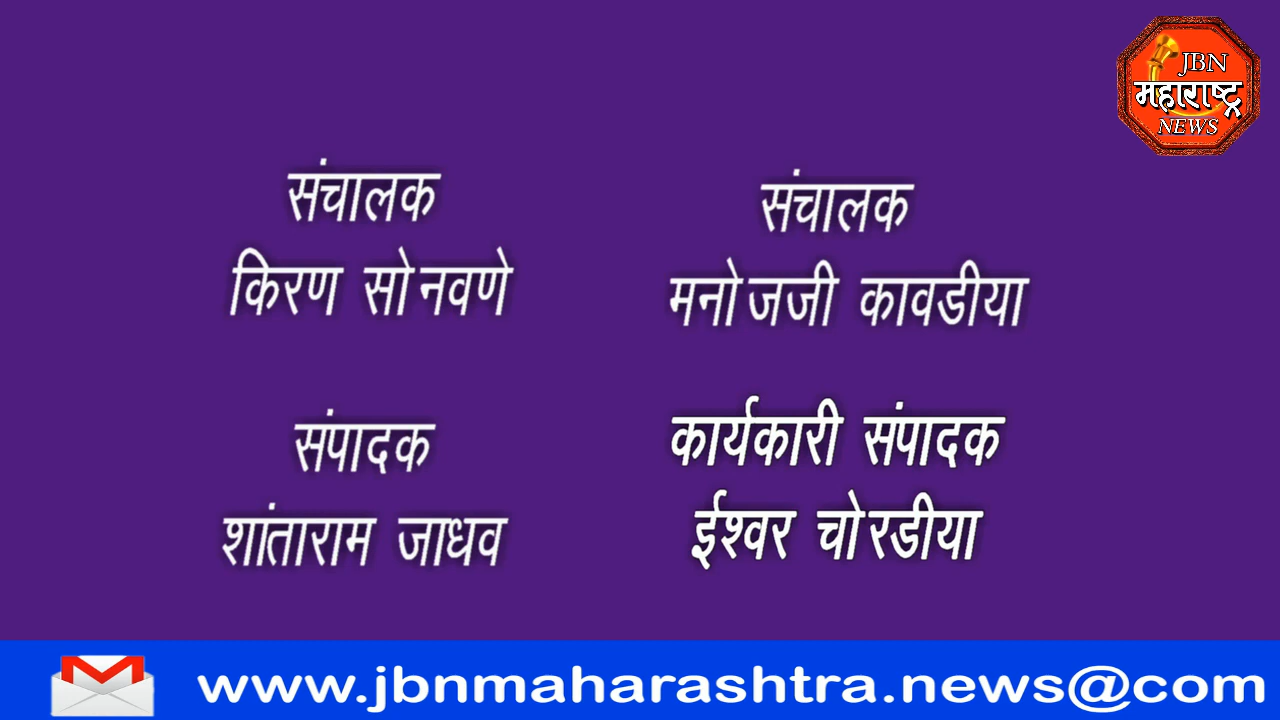 JBN
महाराष्ट्र
NEWS
संचालक
किरण सोनवणे
संचालक
मनोजजी कावडीया
संपादक
शांताराम जाधव
कार्यकारी संपादक
ईश्वर चोरडीया
www.jbnmaharashtra.news@com